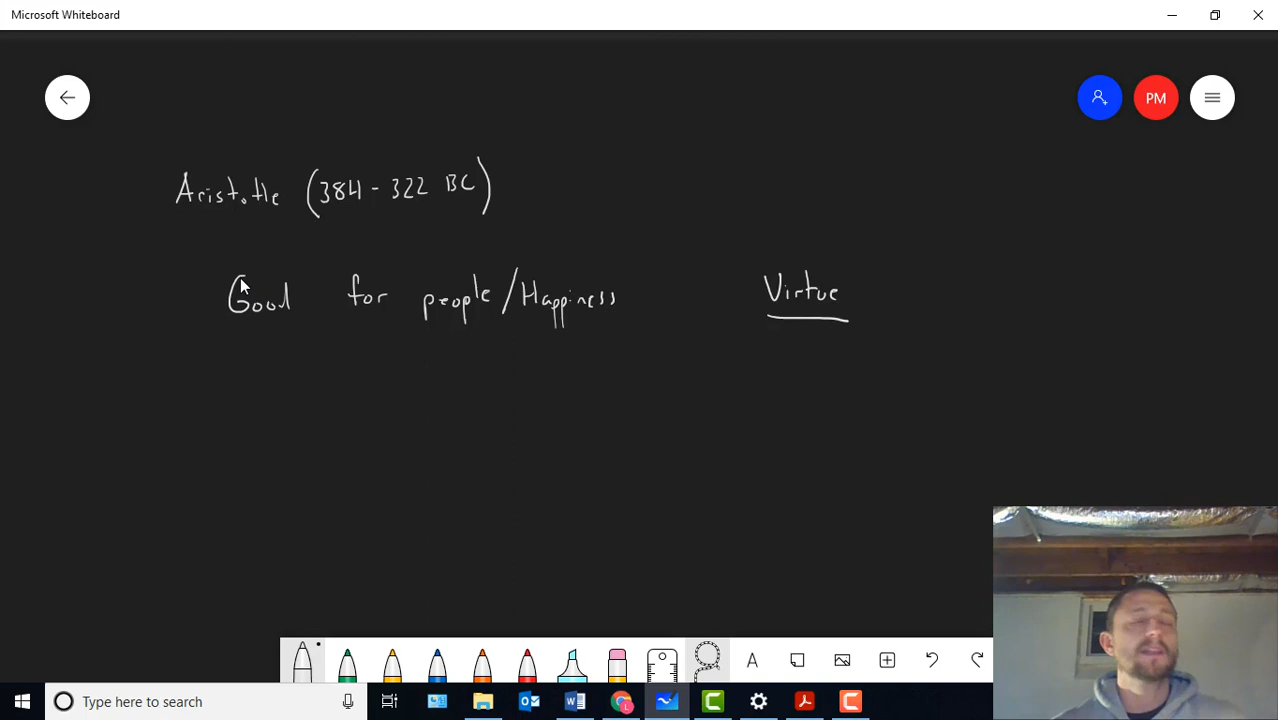 Microsoft Whiteboard
PM
Aristotle (384 - 322 BC)
Good for people/Happiness
Virtue
A
Type here to search